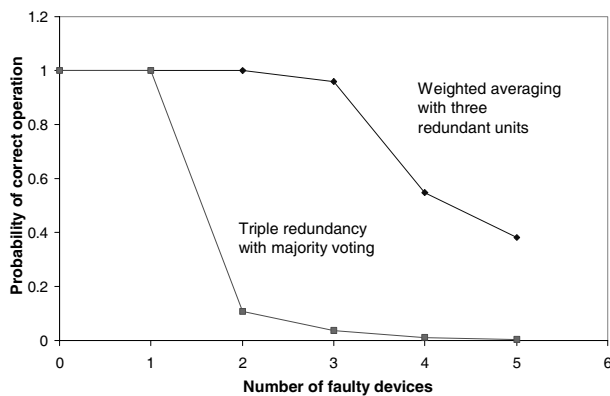 1.2
1
0.8
0.6
0.4
0.2
0
Probability of correct operation
Weighted averaging
with three
redundant units
Triple redundancy
with majority voting
0 1 2 3 4 5 6
Number of faulty devices